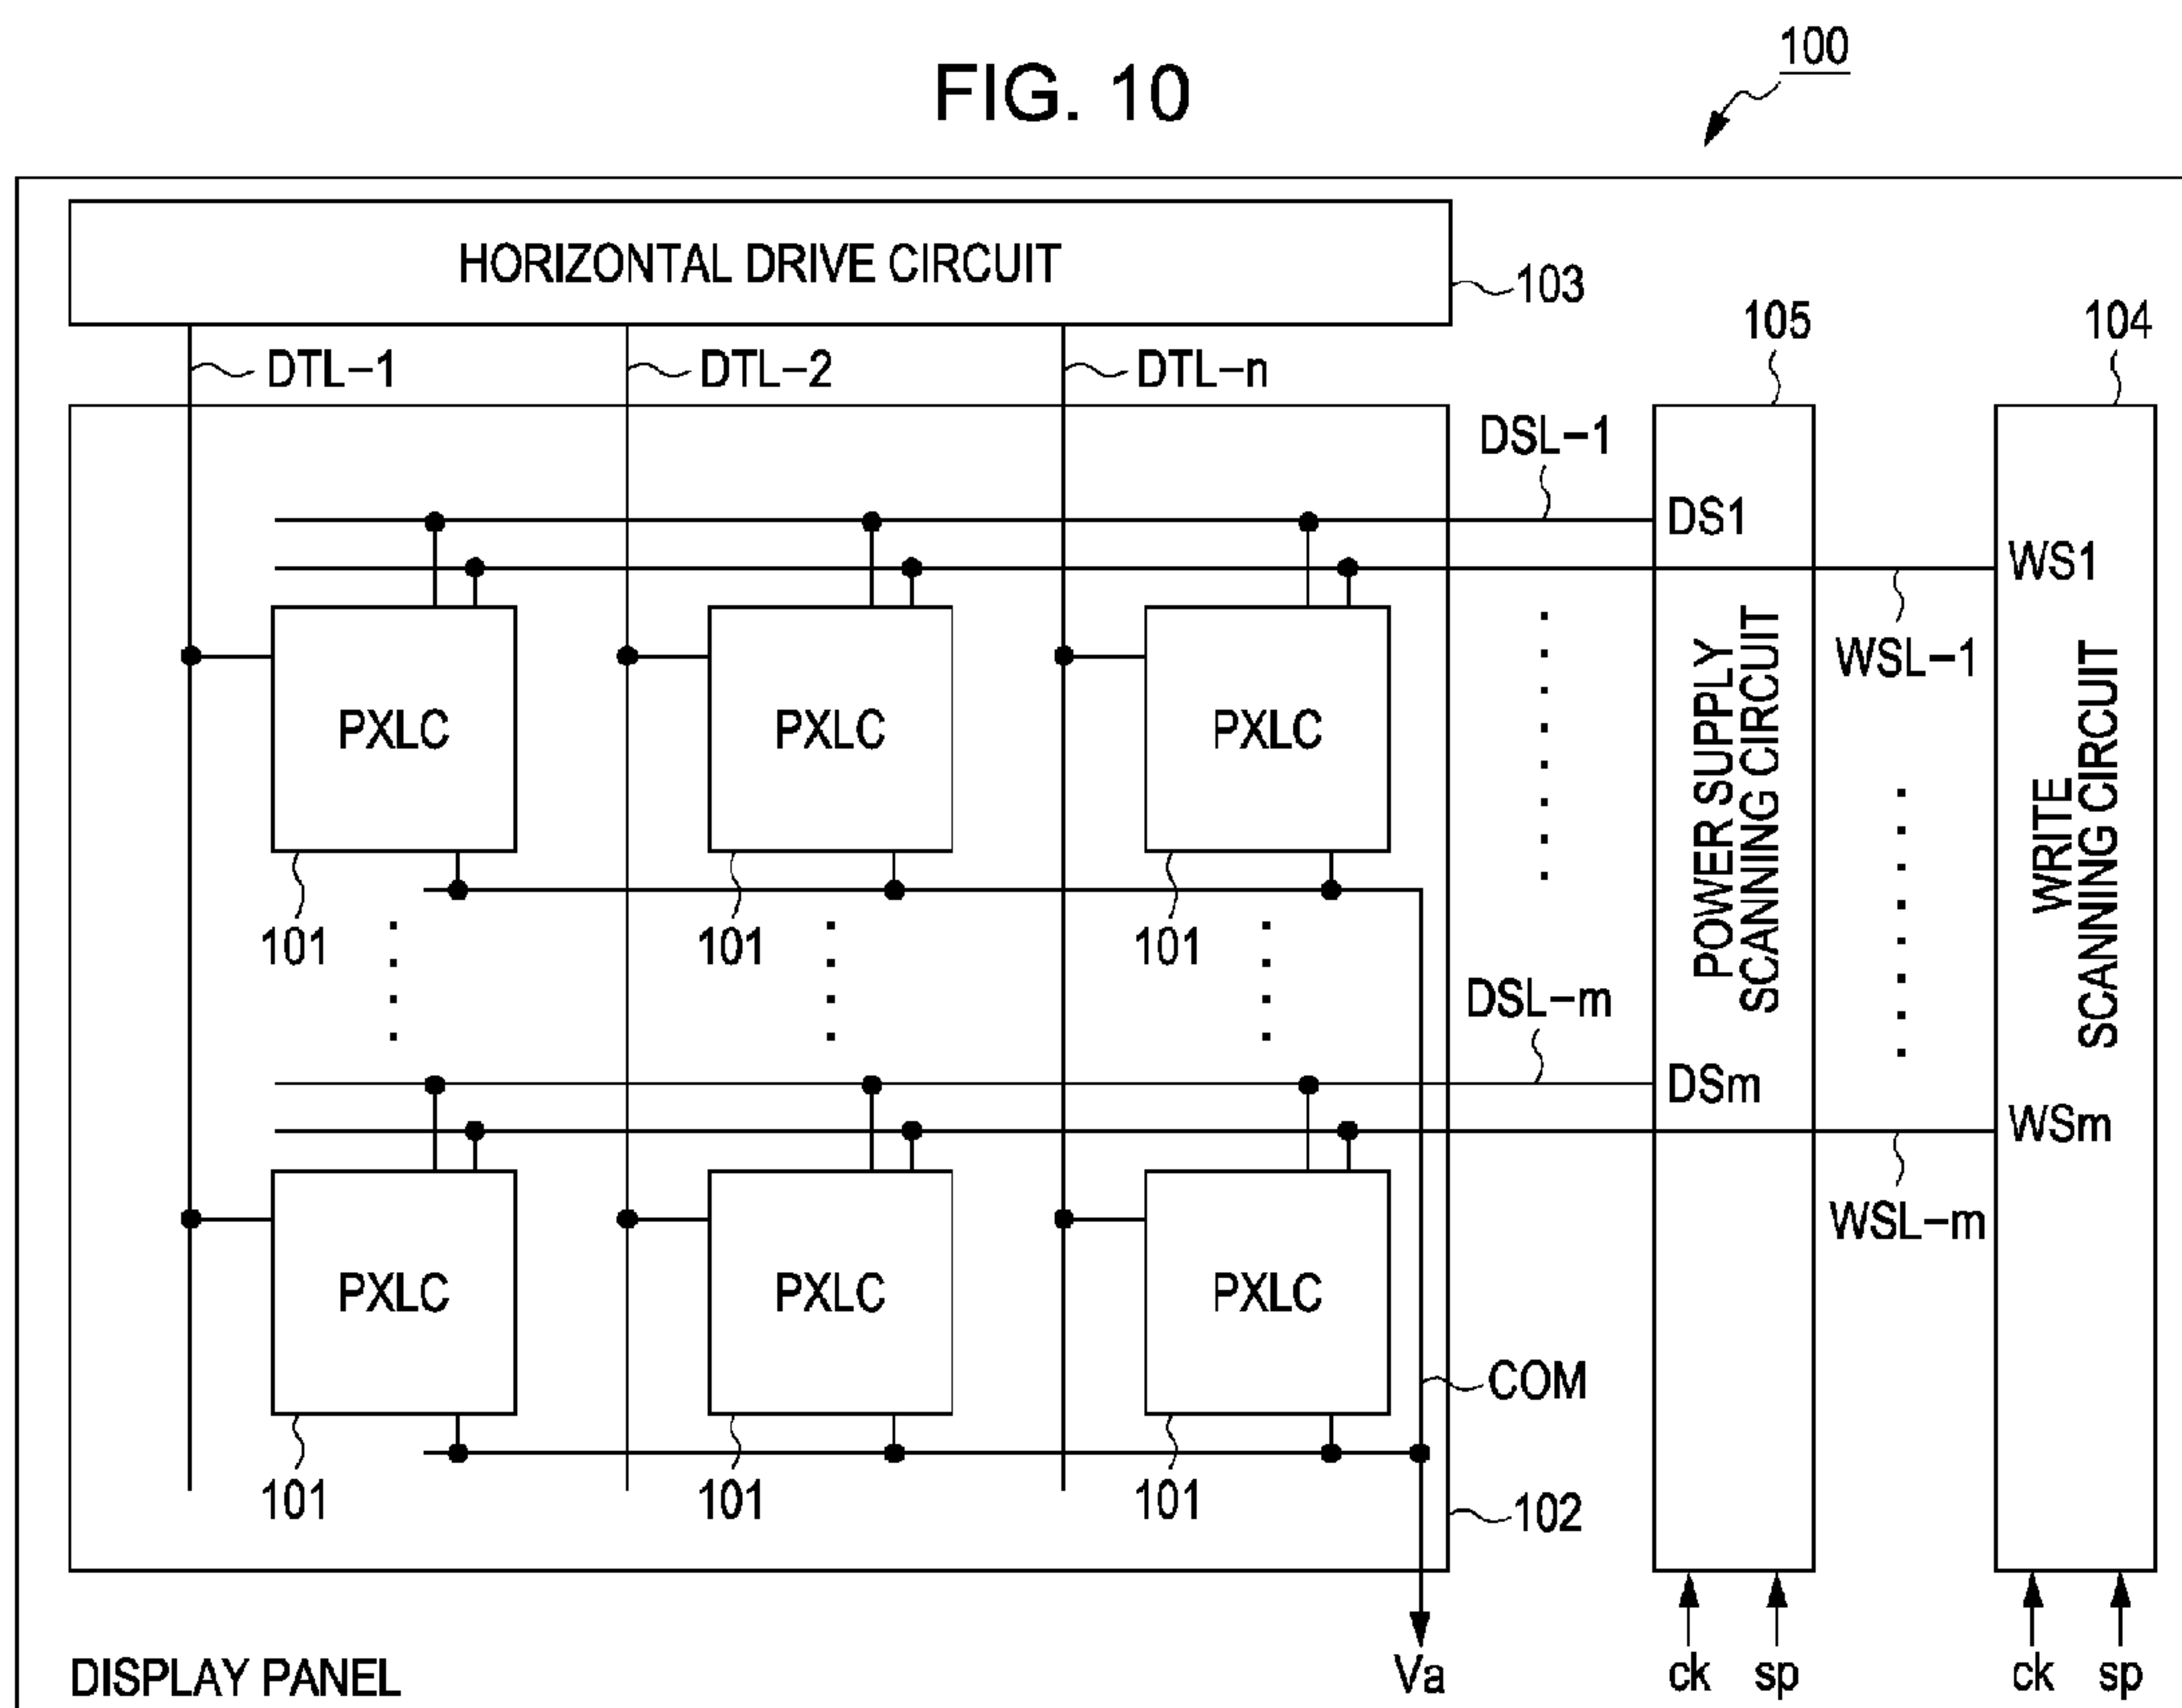 FIG. 10
100
HORIZONTAL DRIVE CIRCUIT
103
DTL-1
DTL-2
DTL-n
105
104
DSL-1
DS1
WS1
WSL-1
PXLC
PXLC
PXLC
POWER SUPPLY
SCANNING CIRCUIT
WRITE
SCANNING CIRCUIT
101
101
101
DSL-m
DSm
WSm
WSL-m
PXLC
PXLC
PXLC
COM
101
101
101
102
DISPLAY PANEL
Va
ck
sp
ck
sp